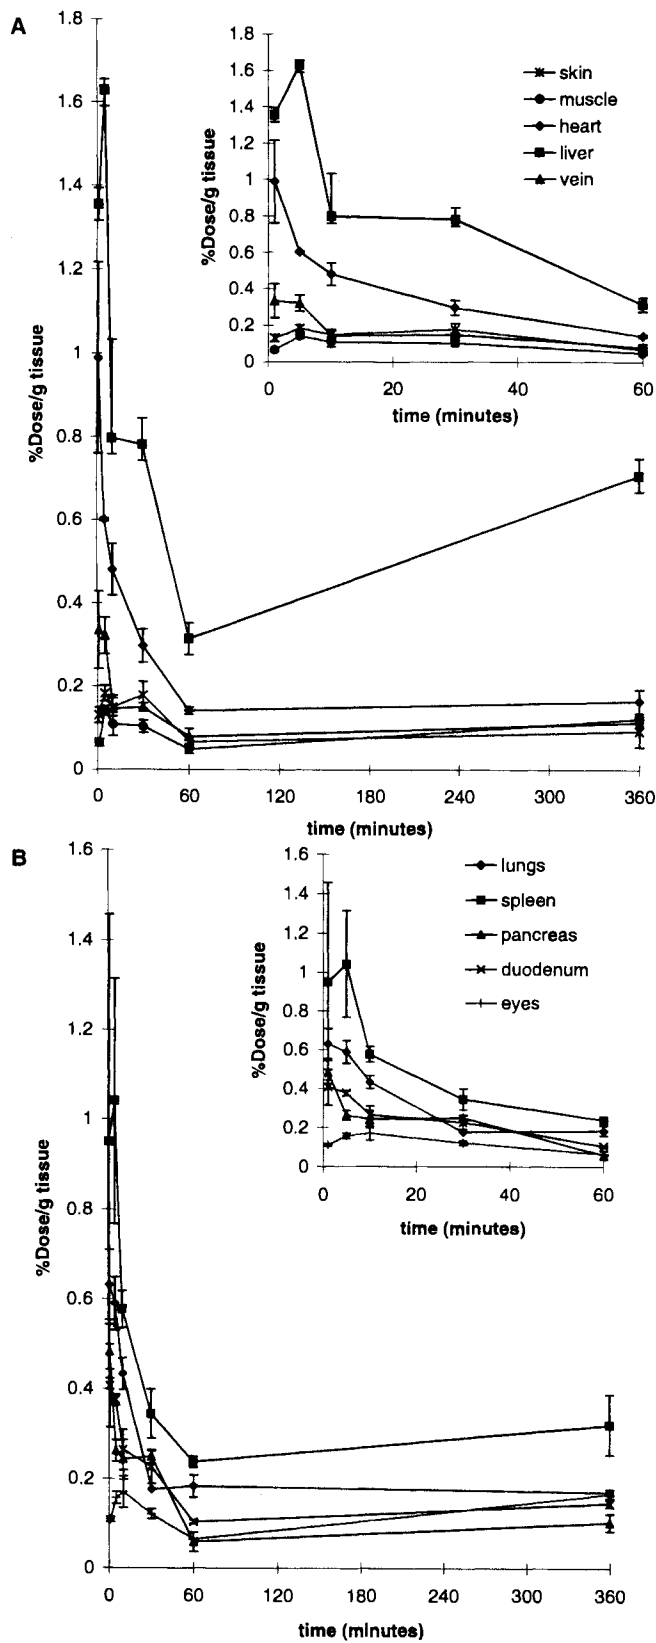 A
1.8
1.6
1.4
1.2
1
0.8
0.6
0.4
0.2
0
%Dose/g tissue
0 60 120 180 240 300 360
time (minutes)
1.8
1.6
1.4
1.2
1
0.8
0.6
0.4
0.2
0
%Dose/g tissue
0 20 40 60
time (minutes)
skin
muscle
heart
liver
vein
B
1.6
1.4
1.2
1
0.8
0.6
0.4
0.2
0
%Dose/g tissue
0 60 120 180 240 300 360
time (minutes)
1.6
1.4
1.2
1
0.8
0.6
0.4
0.2
0
%Dose/g tissue
0 20 40 60
time (minutes)
lungs
spleen
pancreas
duodenum
eyes